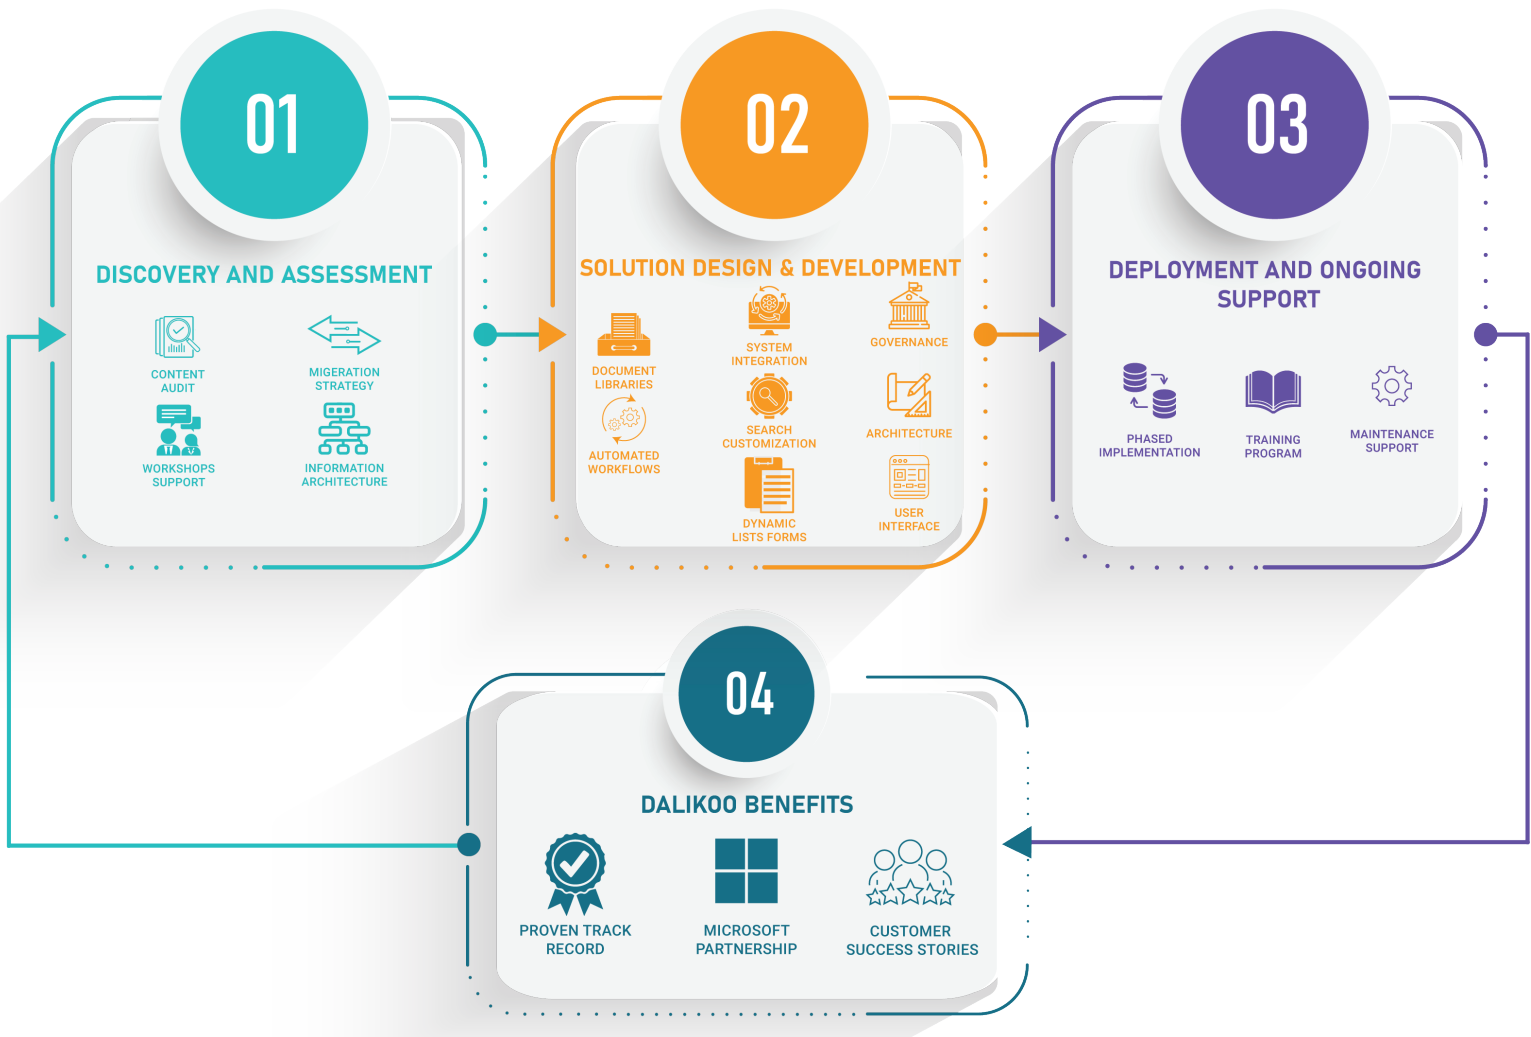 01
DISCOVERY AND ASSESSMENT
CONTENT
AUDIT
MIGERATION
STRATEGY
WORKSHOPS
SUPPORT
INFORMATION
ARCHITECTURE
02
SOLUTION DESIGN & DEVELOPMENT
DOCUMENT
LIBRARIES
SYSTEM
INTEGRATION
GOVERNANCE
AUTOMATED
WORKFLOWS
SEARCH
CUSTOMIZATION
ARCHITECTURE
DYNAMIC
LISTS FORMS
USER
INTERFACE
03
DEPLOYMENT AND ONGOING
SUPPORT
PHASED
IMPLEMENTATION
TRAINING
PROGRAM
MAINTENANCE
SUPPORT
04
DALIKOO BENEFITS
PROVEN TRACK
RECORD
MICROSOFT
PARTNERSHIP
CUSTOMER
SUCCESS STORIES